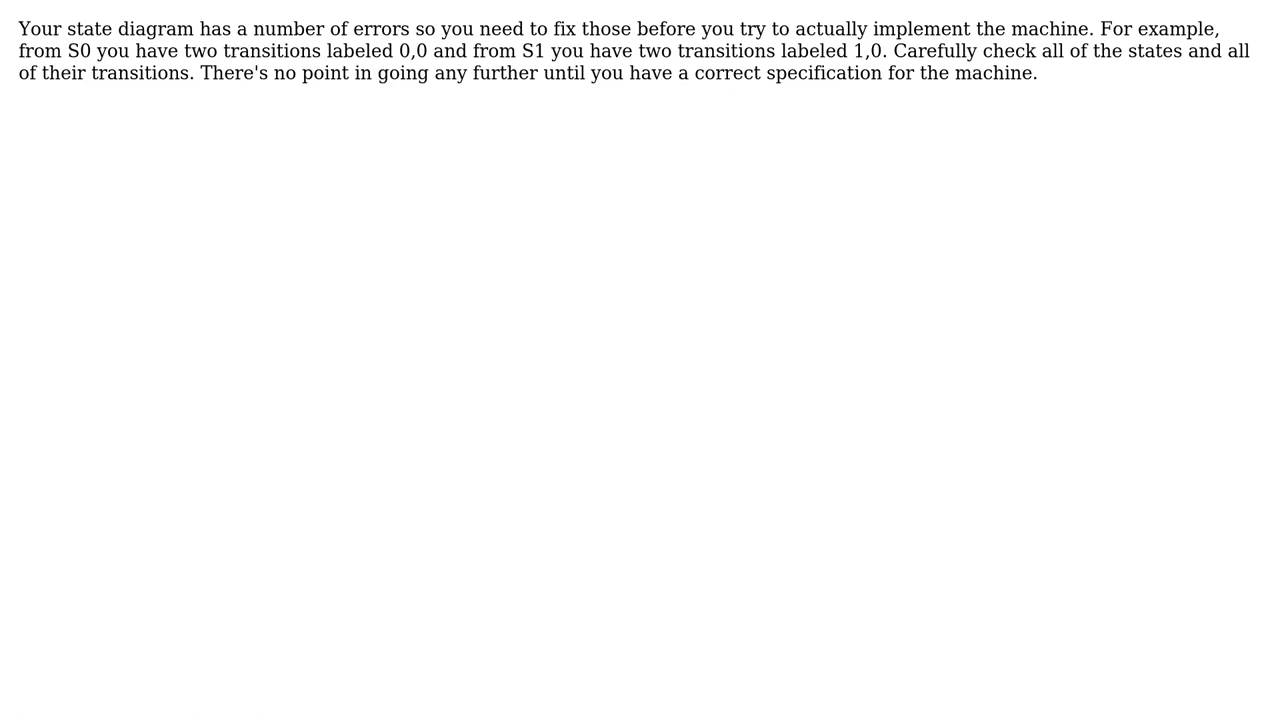 Your state diagram has a number of errors so you need to fix those before you try to actually implement the machine. For example,
from S0 you have two transitions labeled 0,0 and from S1 you have two transitions labeled 1,0. Carefully check all of the states and all
of their transitions. There's no point in going any further until you have a correct specification for the machine.